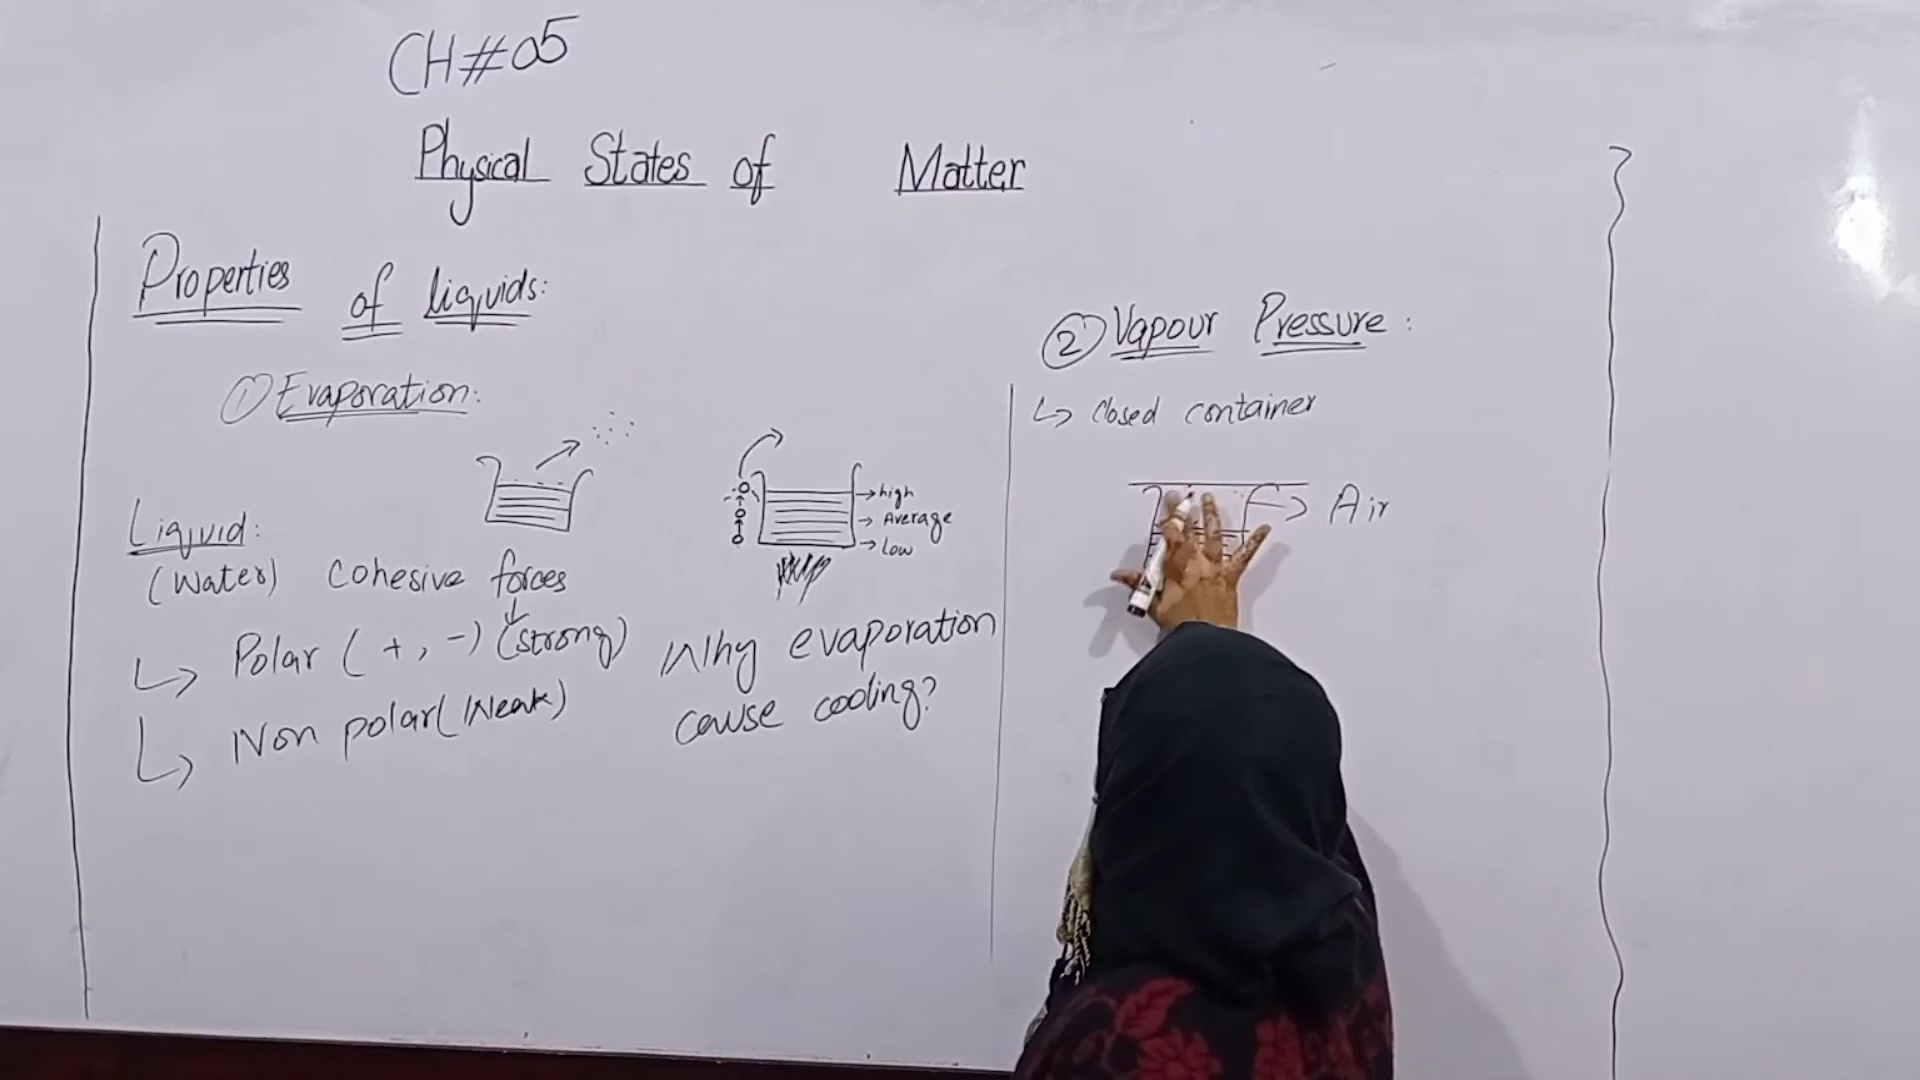 CH#05
Physical States of Matter
Properties of liquids:
① Evaporation:
→ high
→ Average
→ Low
Liquid:
(Water) Cohesive forces
↳ Polar (+, -) (strong)
↳ Non polar (Weak)
Why evaporation
cause cooling?
② Vapour Pressure:
↳ Closed container
Air